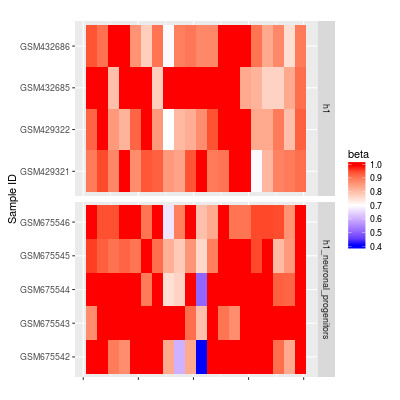 GSM432686
GSM432685
GSM429322
GSM429321
h1
GSM675546
GSM675545
GSM675544
GSM675543
GSM675542
h1_neuronal_progenitors
Sample ID
beta
1.0
0.9
0.8
0.7
0.6
0.5
0.4